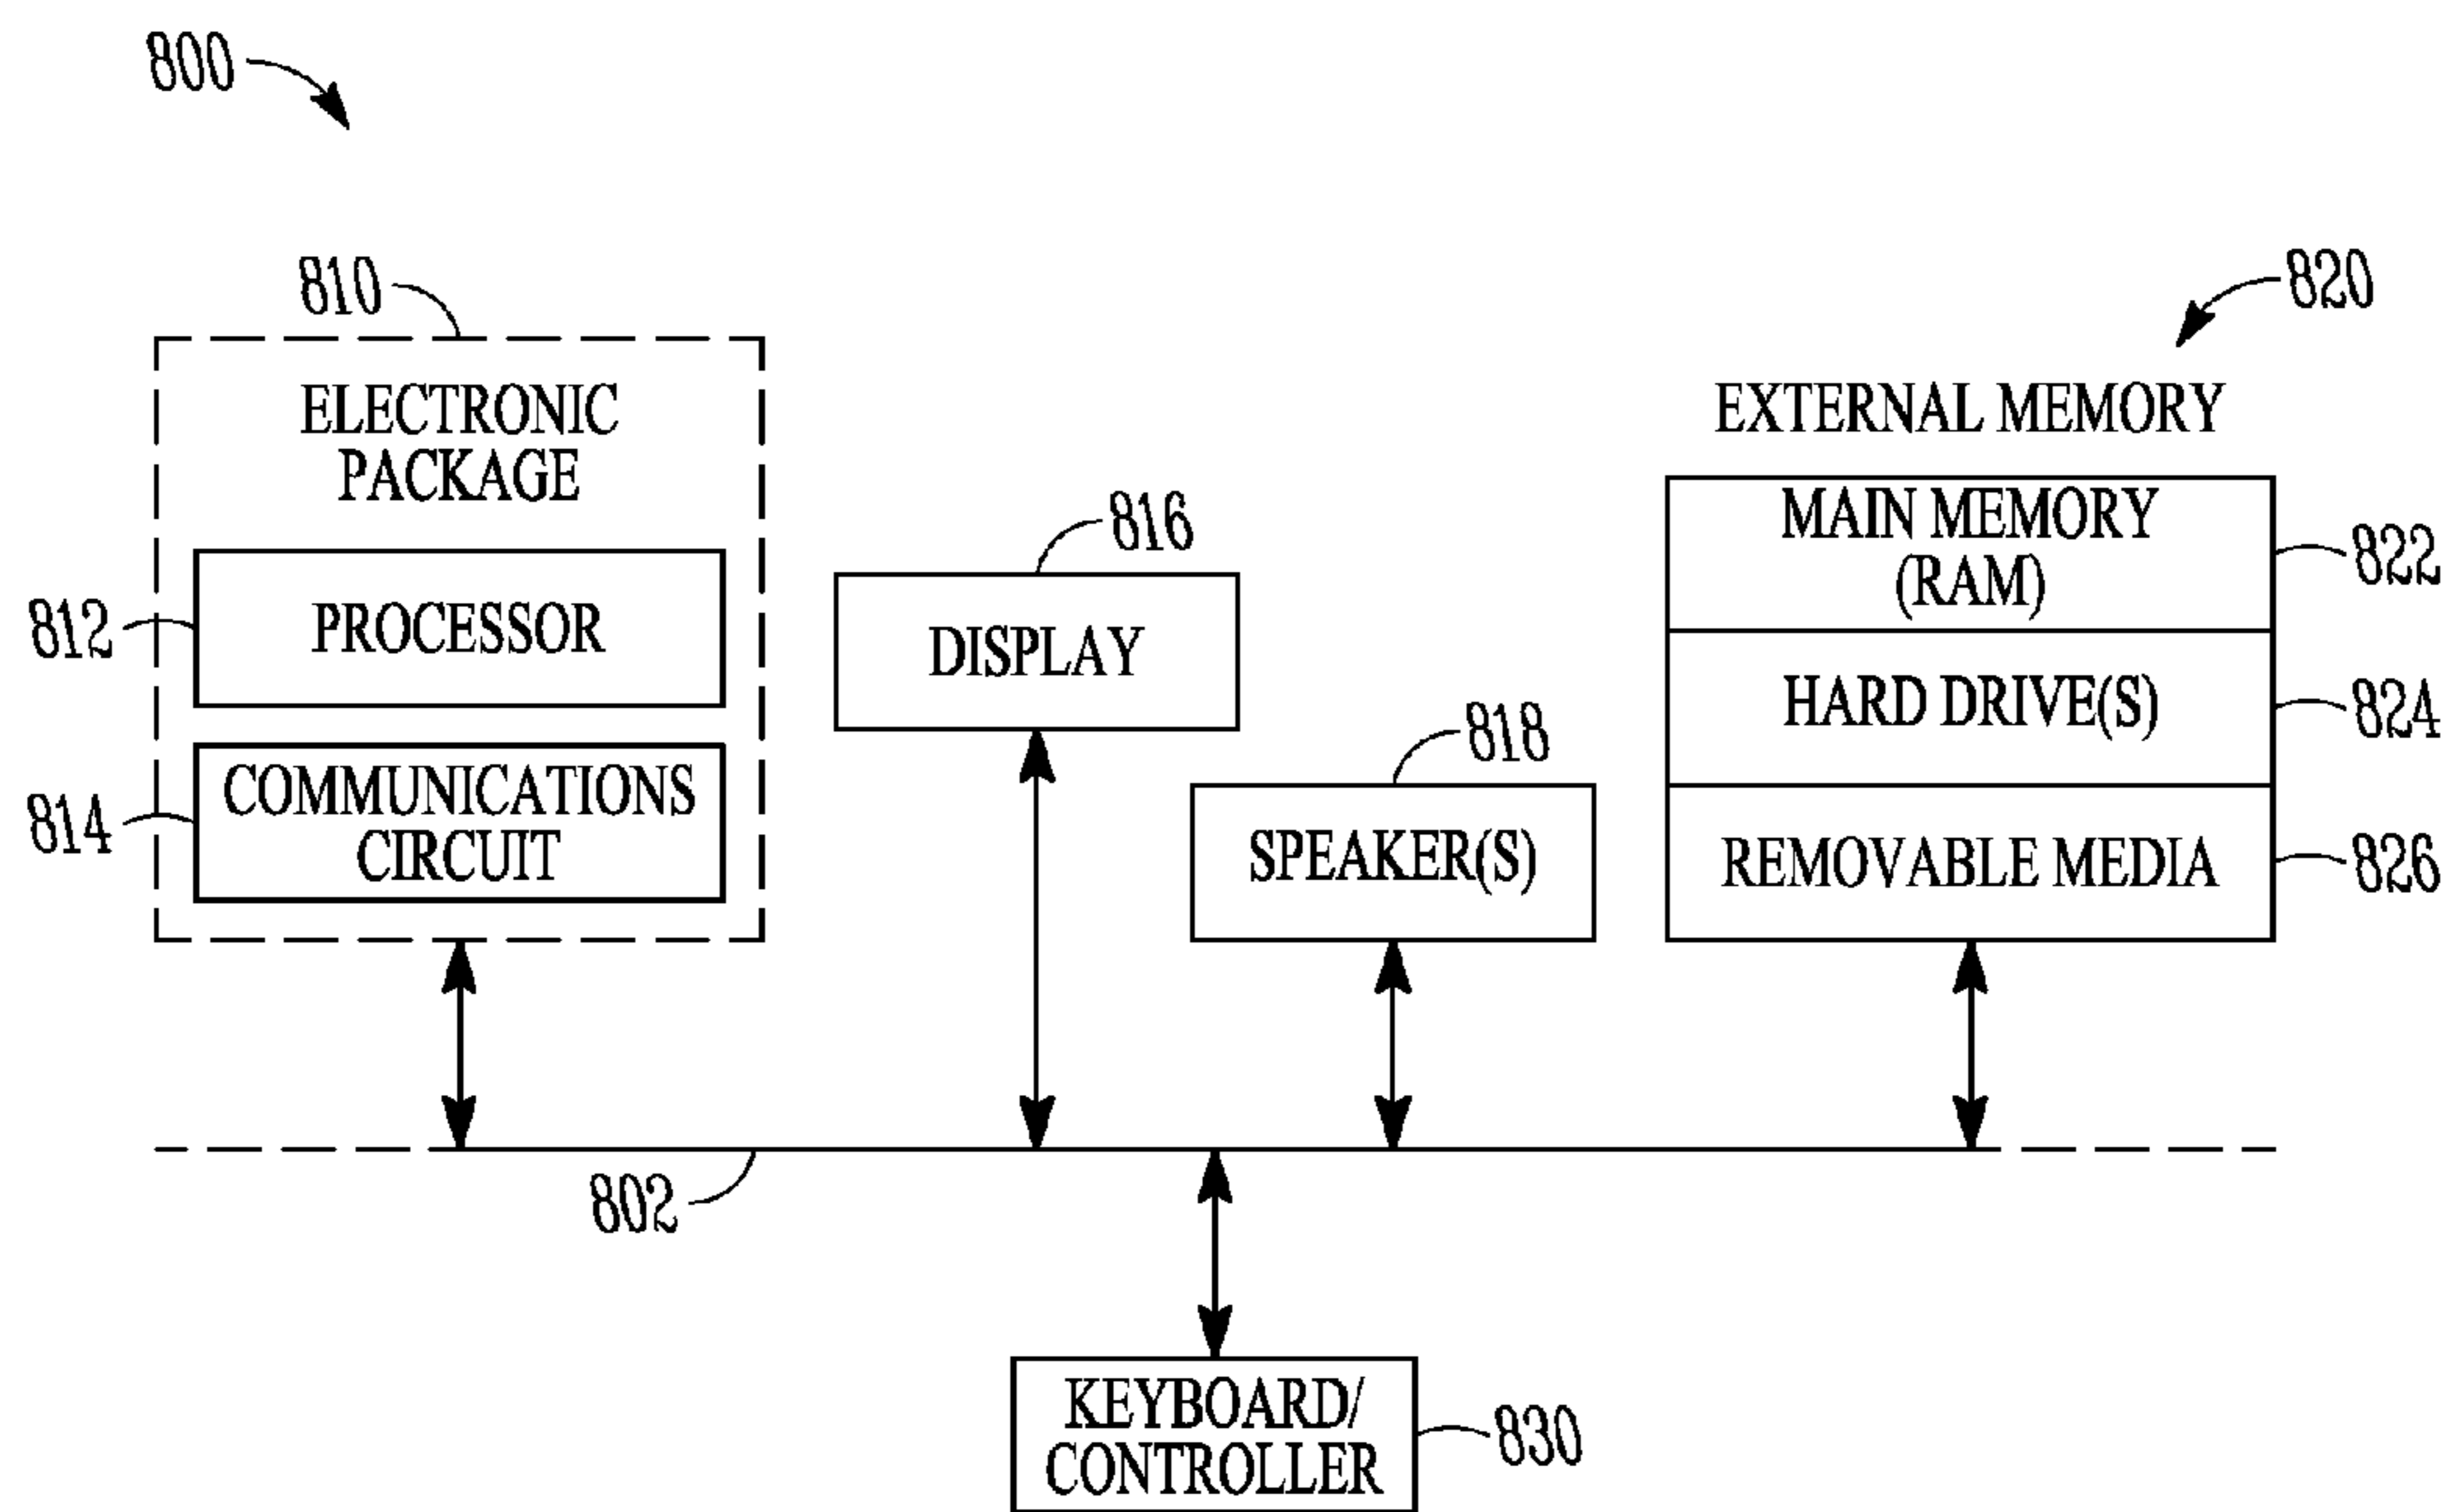 800
810
820
ELECTRONIC
PACKAGE
EXTERNAL MEMORY
816
MAIN MEMORY
(RAM)
822
812
PROCESSOR
DISPLAY
HARD DRIVE(S)
824
818
814
COMMUNICATIONS
CIRCUIT
SPEAKER(S)
REMOVABLE MEDIA
826
802
KEYBOARD/
CONTROLLER
830